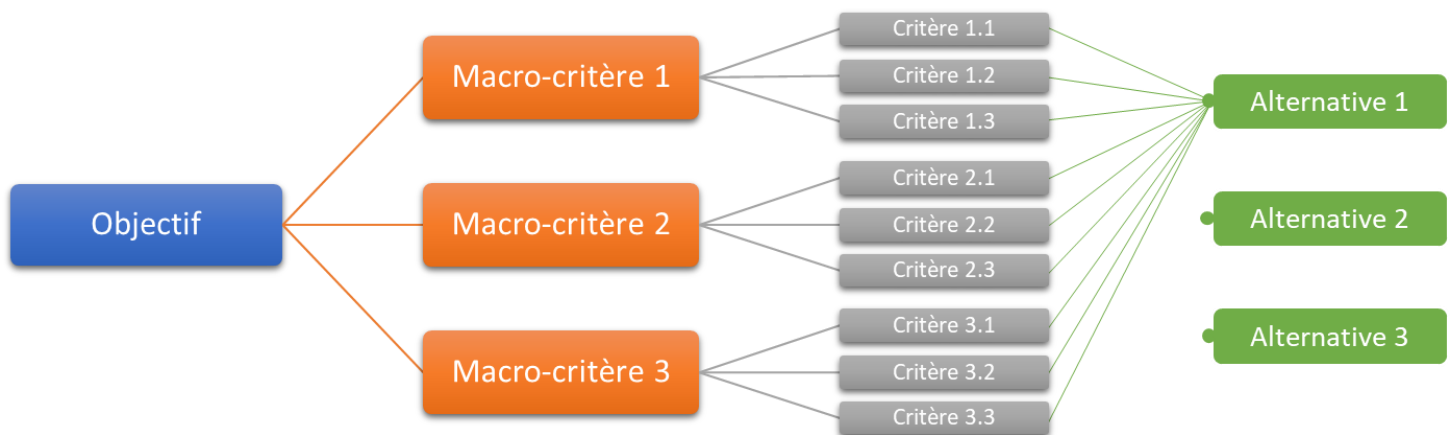 Objectif
Macro-critère 1
Macro-critère 2
Macro-critère 3
Critère 1.1
Critère 1.2
Critère 1.3
Critère 2.1
Critère 2.2
Critère 2.3
Critère 3.1
Critère 3.2
Critère 3.3
Alternative 1
Alternative 2
Alternative 3